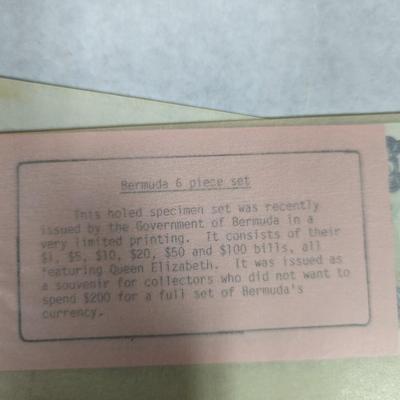 Bermuda 6 piece set
This holed specimen set was recently
issued by the Government of Bermuda in a
very limited printing. It consists of their
$1, $5, $10, $20, $50 and $100 bills, all
featuring Queen Elizabeth. It was issued as
a souvenir for collectors who did not want to
spend $200 for a full set of Bermuda's
currency.